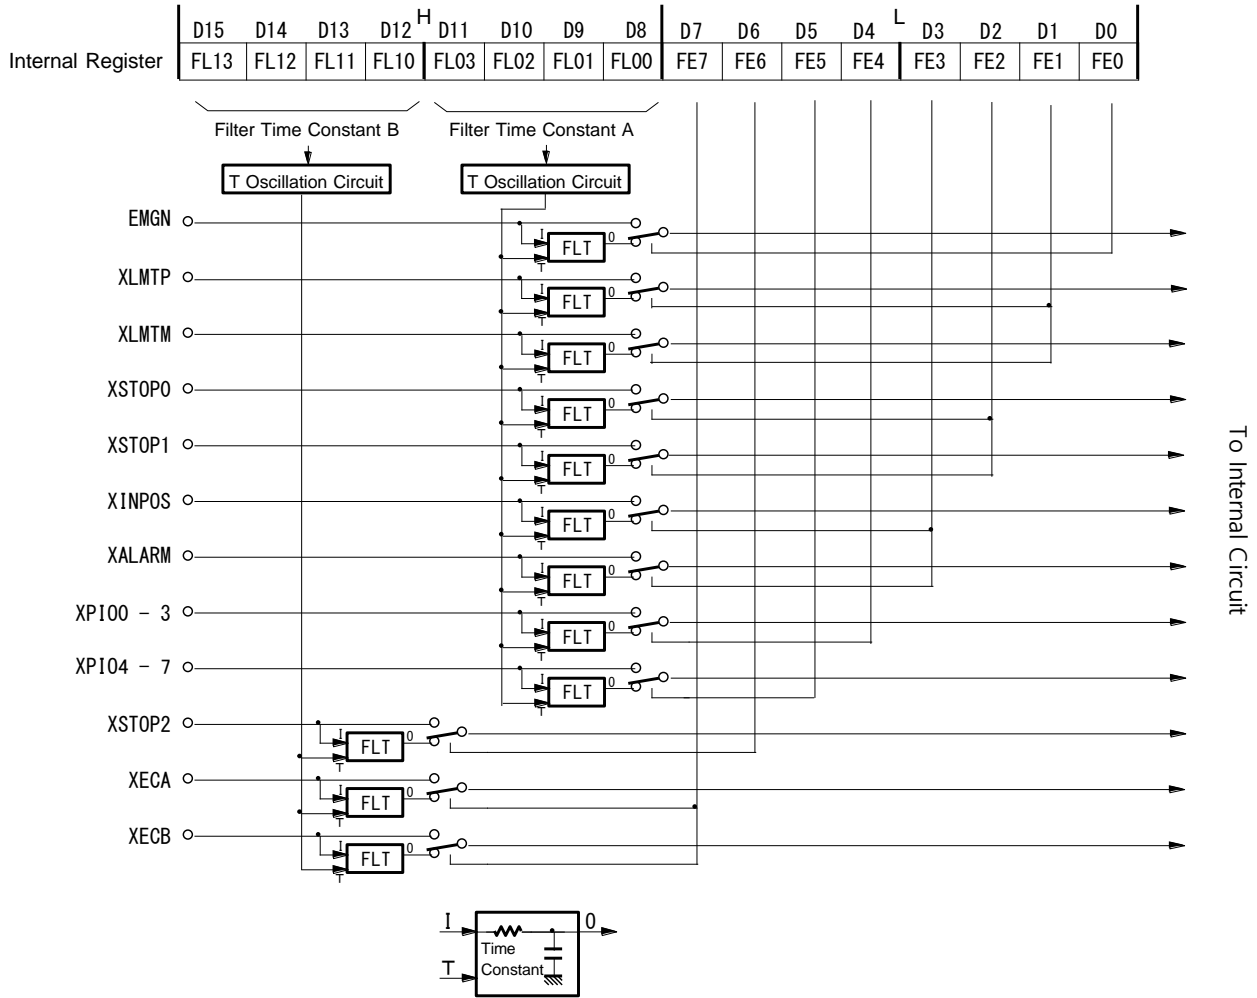 H L
D15 D14 D13 D12 D11 D10 D9 D8 D7 D6 D5 D4 D3 D2 D1 D0
Internal Register FL13 FL12 FL11 FL10 FL03 FL02 FL01 FL00 FE7 FE6 FE5 FE4 FE3 FE2 FE1 FE0
Filter Time Constant B Filter Time Constant A
T Oscillation Circuit T Oscillation Circuit
EMGN
I FLT O
T
XLMTP
I FLT O
T
XLMTM
I FLT O
T
XSTOP0
I FLT O
T
XSTOP1
I FLT O
T
XINPOS
I FLT O
T
XALARM
I FLT O
T
XPIO0 - 3
I FLT O
T
XPIO4 - 7
I FLT O
T
XSTOP2
I FLT O
T
XECA
I FLT O
T
XECB
I FLT O
T
To Internal Circuit
I O
Time
T Constant